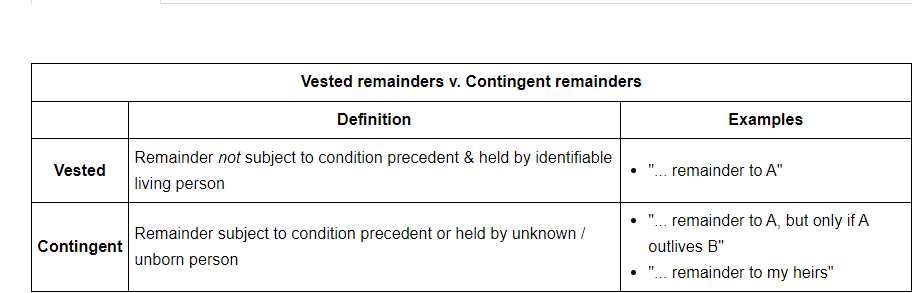 Vested remainders v. Contingent remainders
Definition
Examples
Vested
Remainder not subject to condition precedent & held by identifiable
living person
• "... remainder to A"
Contingent
Remainder subject to condition precedent or held by unknown /
unborn person
• "... remainder to A, but only if A
outlives B"
• "... remainder to my heirs"